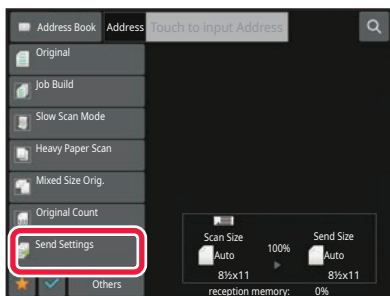 Address Book
Address
Touch to input Address
Original
Job Build
Slow Scan Mode
Heavy Paper Scan
Mixed Size Orig.
Original Count
Send Settings
Others
Scan Size
100%
Send Size
Auto
Auto
8½x11
8½x11
reception memory: 0%